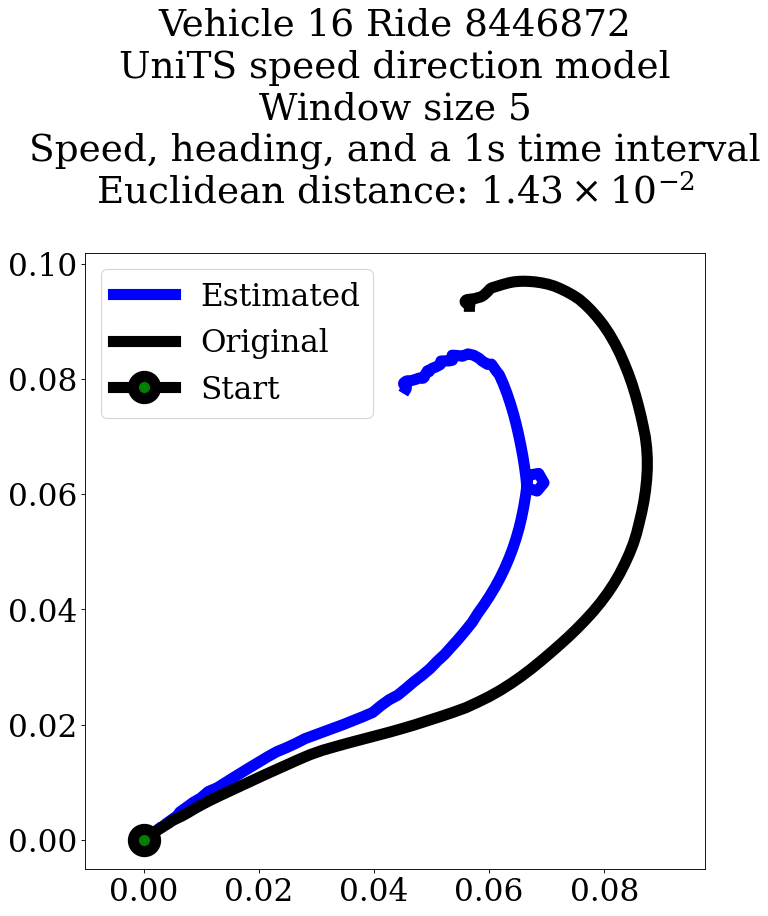 Vehicle 16 Ride 8446872
UniTS speed direction model
Window size 5
Speed, heading, and a 1s time interval
Euclidean distance: 1.43 × 10⁻²
0.10
0.08
0.06
0.04
0.02
0.00
Estimated
Original
Start
0.00 0.02 0.04 0.06 0.08